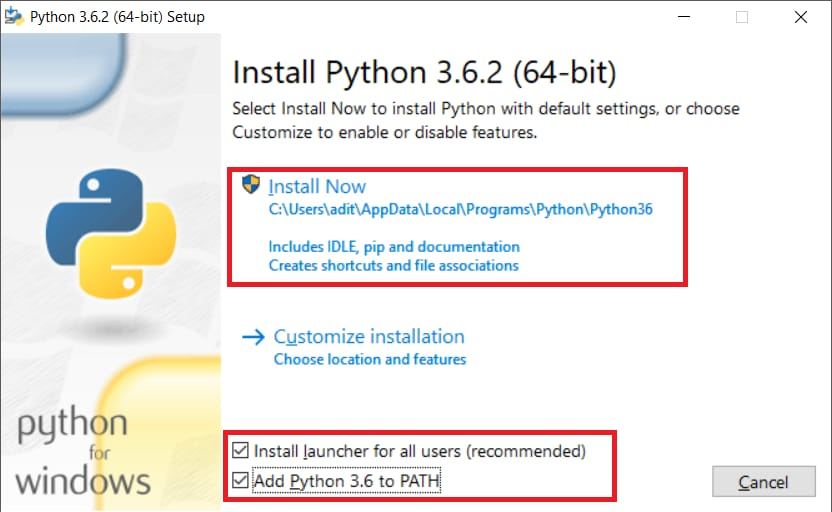 Python 3.6.2 (64-bit) Setup
Install Python 3.6.2 (64-bit)
Select Install Now to install Python with default settings, or choose
Customize to enable or disable features.
Install Now
C:\Users\adit\AppData\Local\Programs\Python\Python36
Includes IDLE, pip and documentation
Creates shortcuts and file associations
Customize installation
Choose location and features
python
for
windows
Install launcher for all users (recommended)
Add Python 3.6 to PATH
Cancel